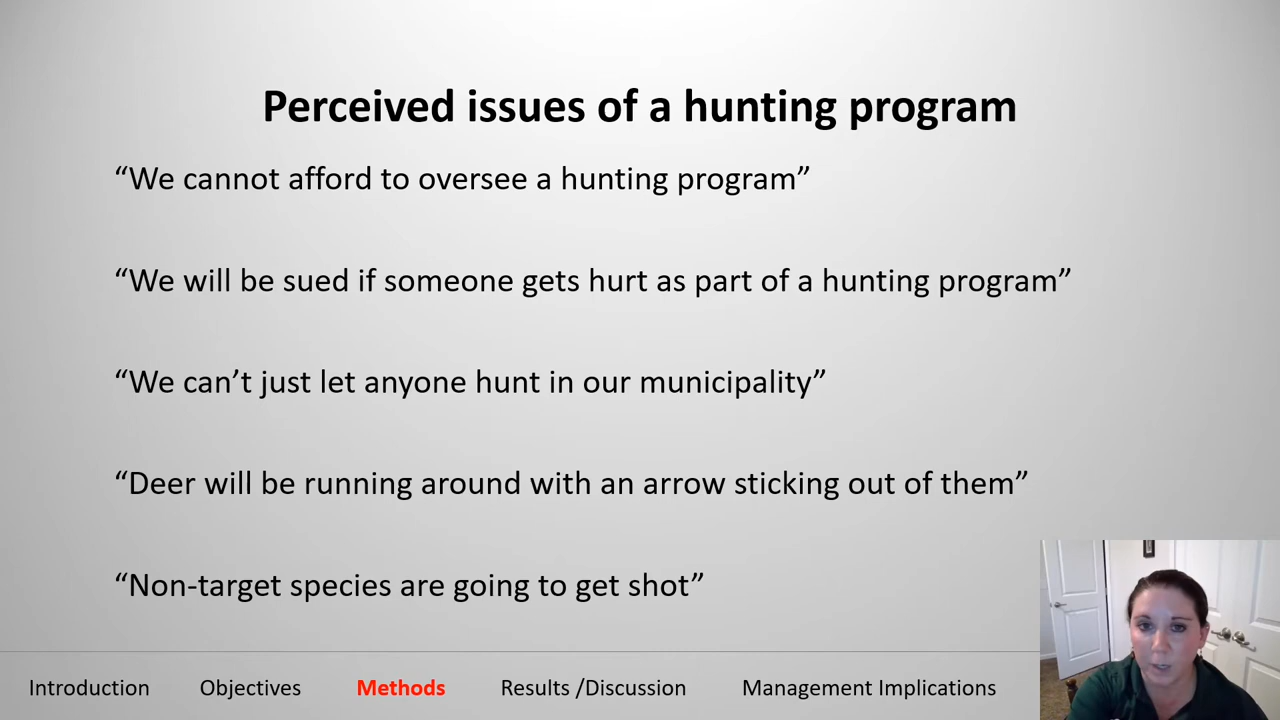 Perceived issues of a hunting program
“We cannot afford to oversee a hunting program”
“We will be sued if someone gets hurt as part of a hunting program”
“We can’t just let anyone hunt in our municipality”
“Deer will be running around with an arrow sticking out of them”
“Non-target species are going to get shot”
Introduction Objectives Methods Results /Discussion Management Implications